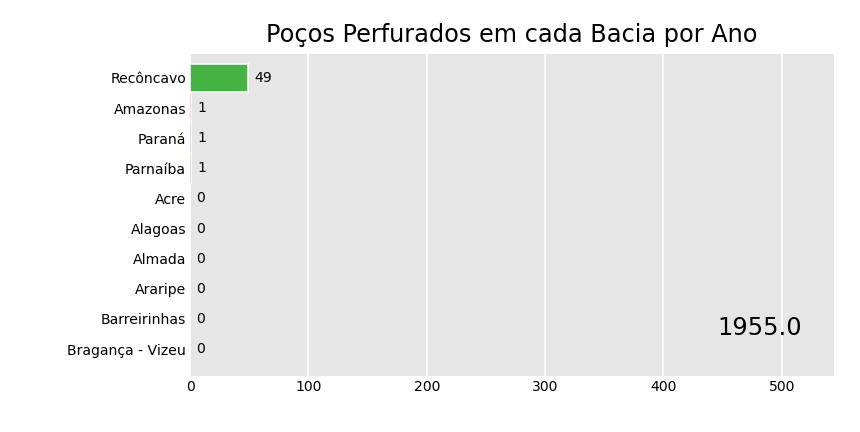 Poços Perfurados em cada Bacia por Ano
Recôncavo 49
Amazonas 1
Paraná 1
Parnaíba 1
Acre 0
Alagoas 0
Almada 0
Araripe 0
Barreirinhas 0
1955.0
Bragança - Vizeu 0
0 100 200 300 400 500